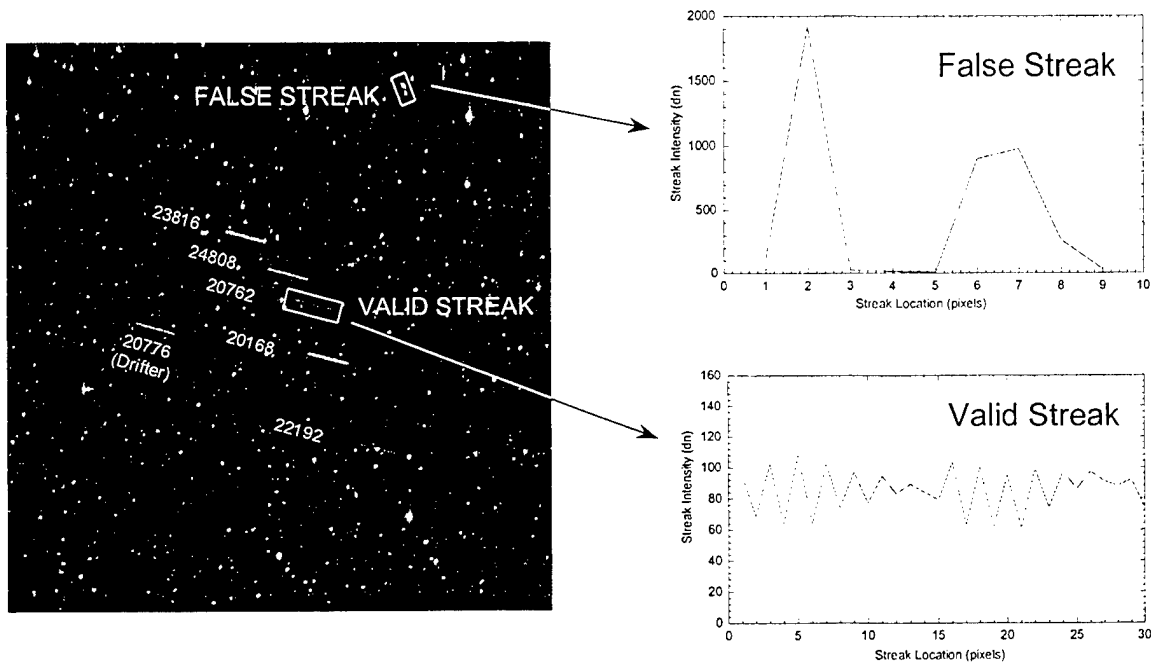 FALSE STREAK
23816
24808
20762
VALID STREAK
20168
20776
(Drifter)
22192
2000
1500
1000
500
0
Streak Intensity (dn)
False Streak
0 1 2 3 4 5 6 7 8 9 10
Streak Location (pixels)
160
140
120
100
80
60
40
20
0
Streak Intensity (dn)
Valid Streak
0 5 10 15 20 25 30
Streak Location (pixels)